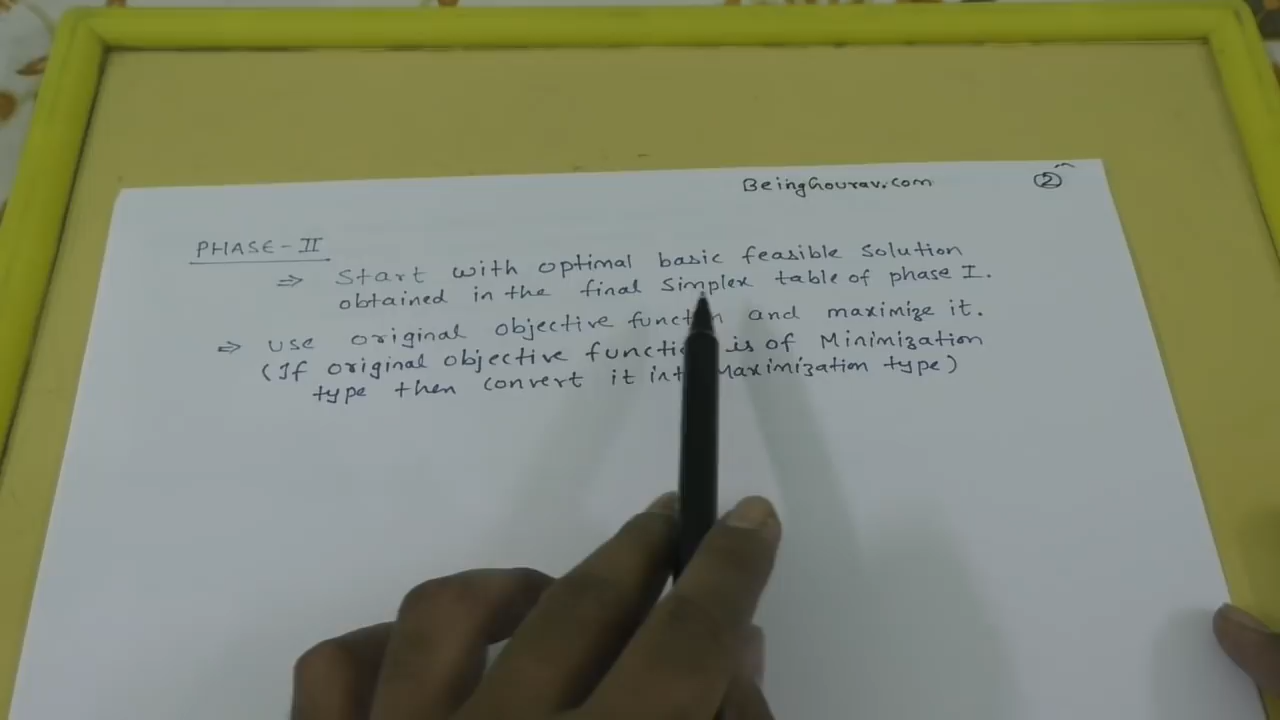 BeingGourav.com
2
PHASE-II
⇒ Start with optimal basic feasible solution
obtained in the final simplex table of phase I.
⇒ Use original objective and maximize it.
(If original objective is of Minimization
type then convert it Maximization type)